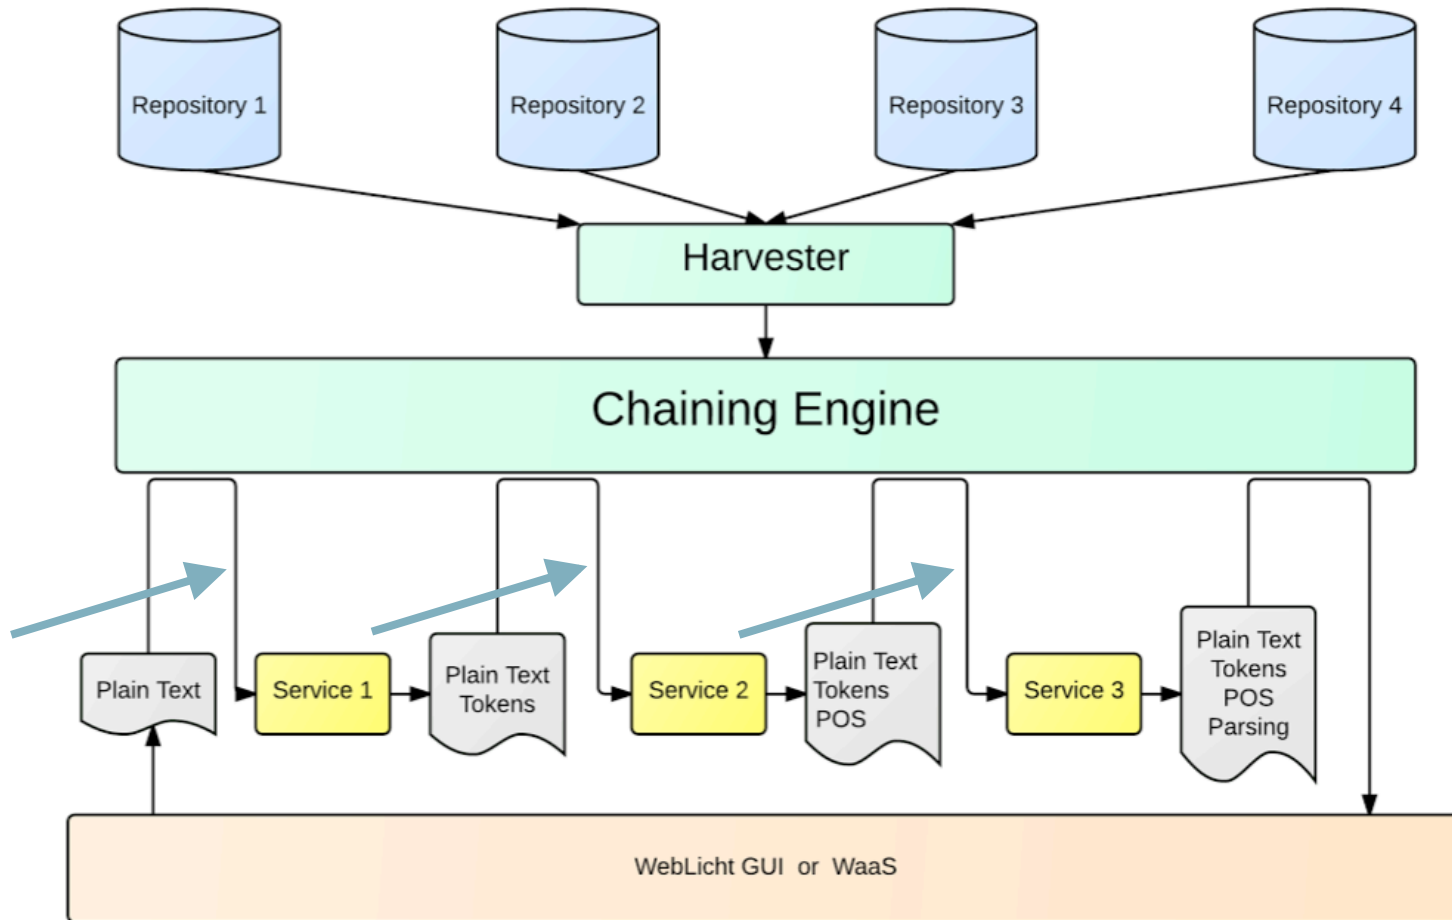 Repository 1
Repository 2
Repository 3
Repository 4
Harvester
Chaining Engine
Plain Text
Service 1
Plain Text
Tokens
Service 2
Plain Text
Tokens
POS
Service 3
Plain Text
Tokens
POS
Parsing
WebLicht GUI or WaaS